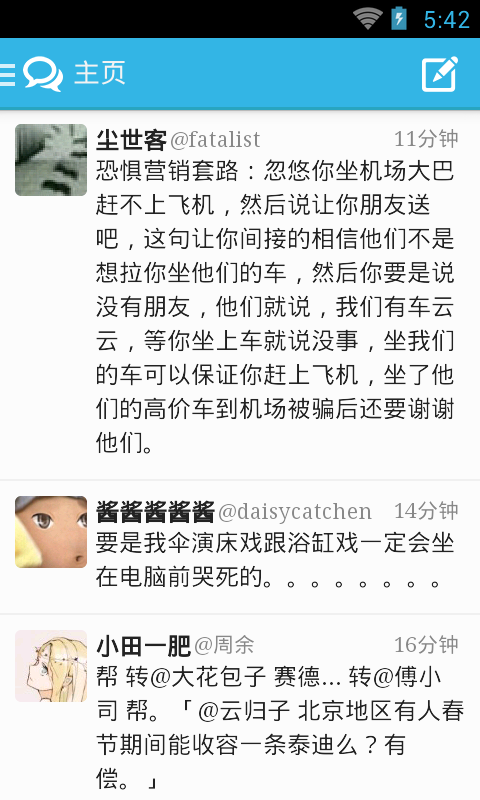 5:42
主页
尘世客@fatalist 11分钟
恐惧营销套路：忽悠你坐机场大巴
赶不上飞机，然后说让你朋友送
吧，这句让你间接的相信他们不是
想拉你坐他们的车，然后你要是说
没有朋友，他们就说，我们有车云
云，等你坐上车就说没事，坐我们
的车可以保证你赶上飞机，坐了他
们的高价车到机场被骗后还要谢谢
他们。
酱酱酱酱酱@daisycatchen 14分钟
要是我伞演床戏跟浴缸戏一定会坐
在电脑前哭死的。。。。。。。。
小田一肥@周余 16分钟
帮 转@大花包子 赛德... 转@傅小
司 帮。「 @云归子 北京地区有人春
节期间能收容一条泰迪么？有
偿。」